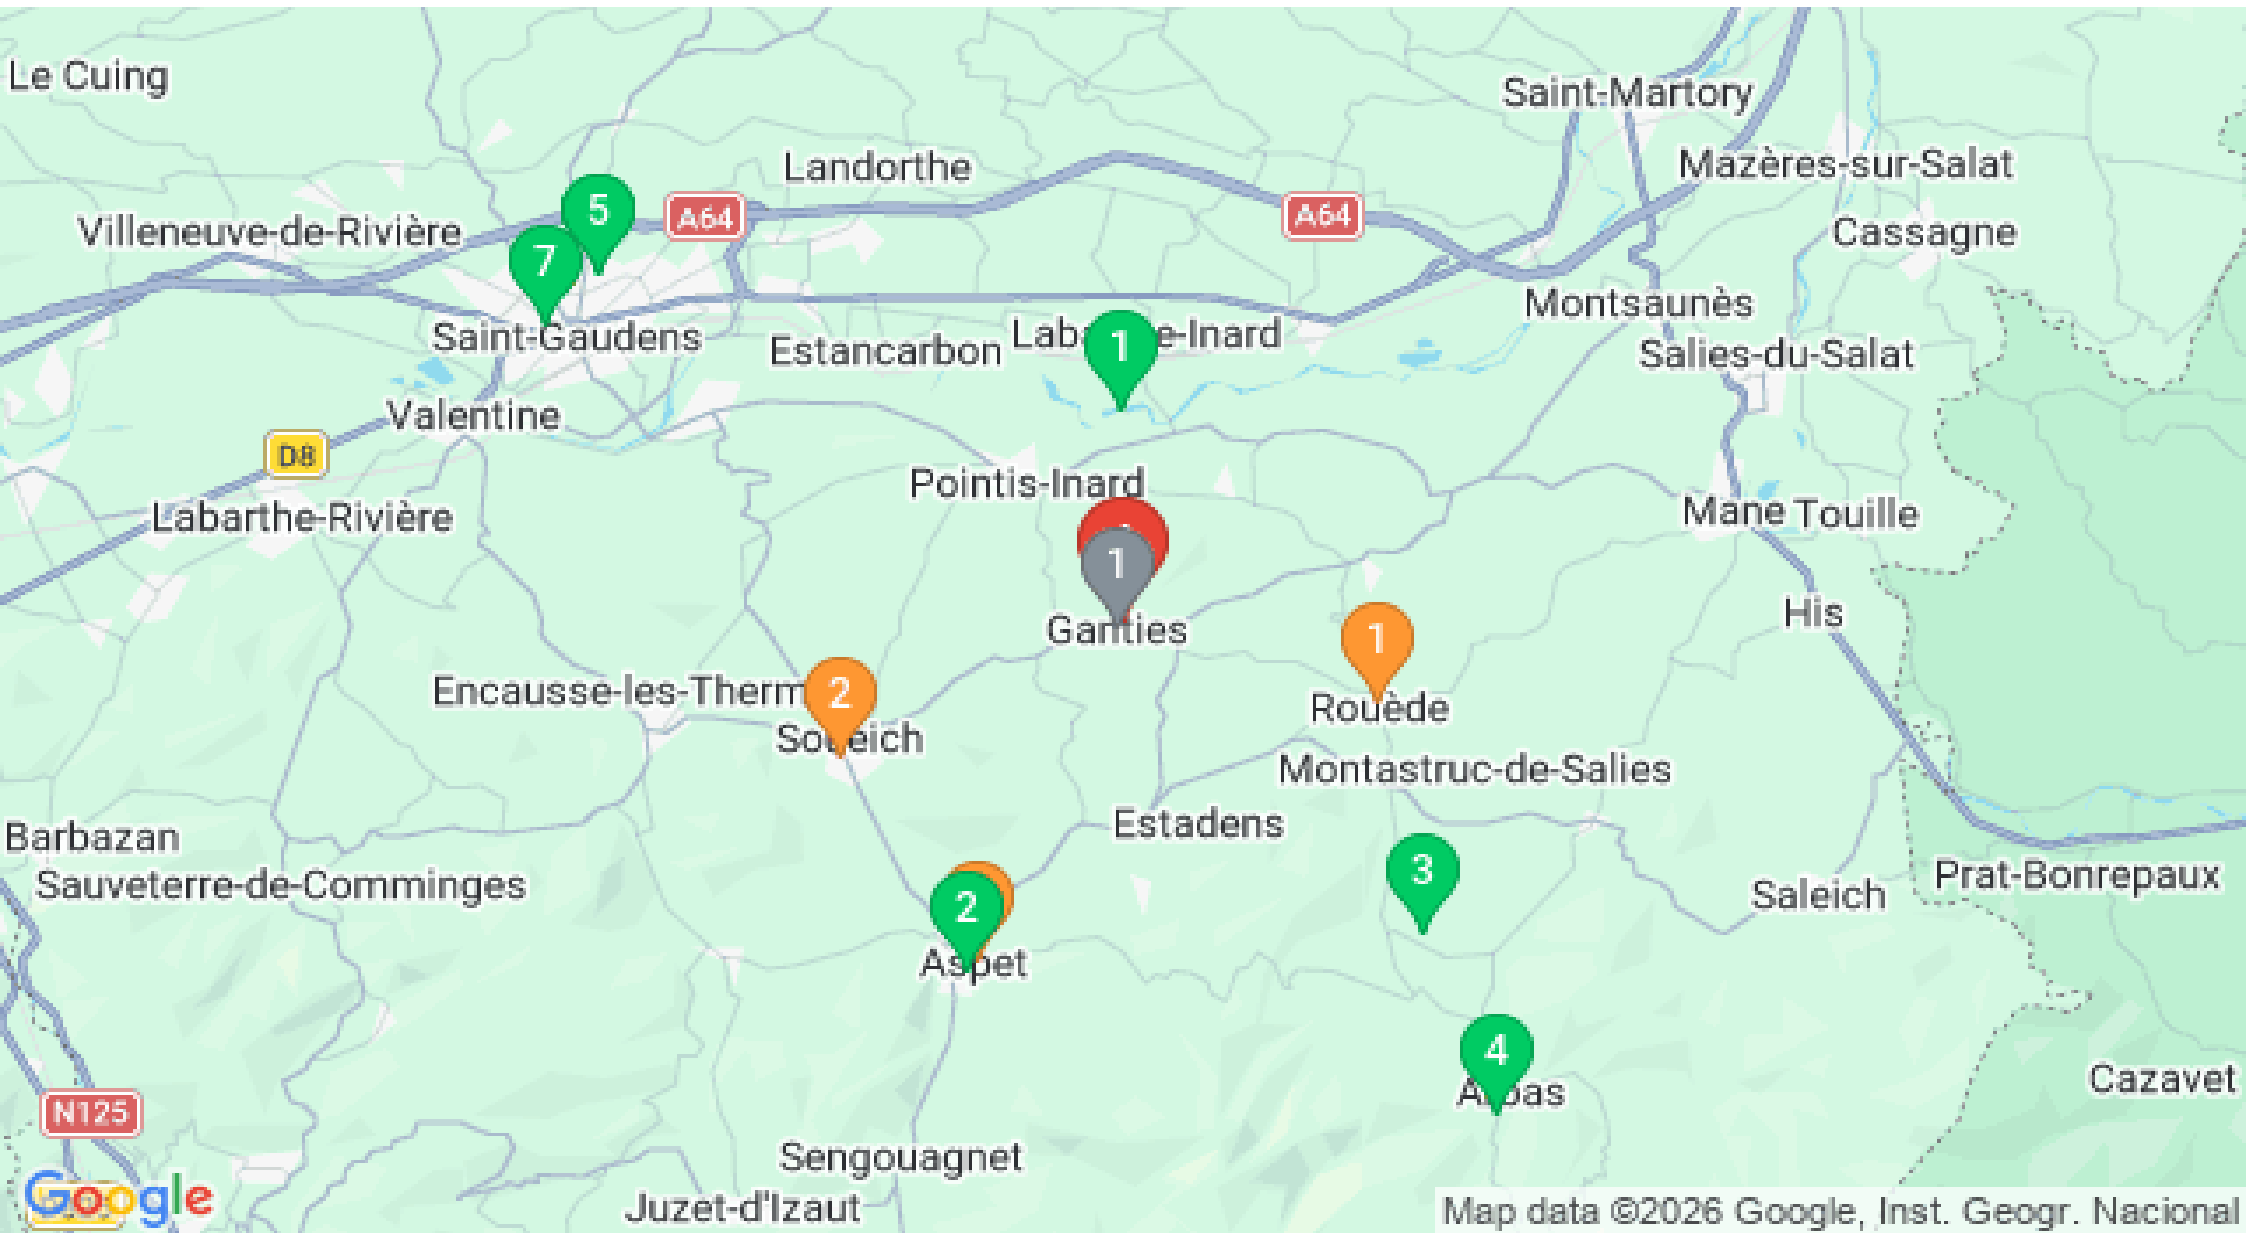 Le Cuing
Saint-Martory
Landorthe
Mazères-sur-Salat
5
A64
A64
Villeneuve-de-Rivière
Cassagne
7
Montsaunès
Saint-Gaudens
Estancarbon
1
Salies-du-Salat
Valentine
D8
Pointis-Inard
Labarthe-Rivière
Mane
Touille
1
Ganties
His
1
Encausse-les-Therm
2
Rouède
Montastruc-de-Salies
Estadens
Barbazan
3
Sauveterre-de-Comminges
Prat-Bonrepaux
Saleich
2
Aspet
4
Cazavet
N125
Sengouagnet
Juzet-d'Izaut
Google
Map data ©2026 Google, Inst. Geogr. Nacional